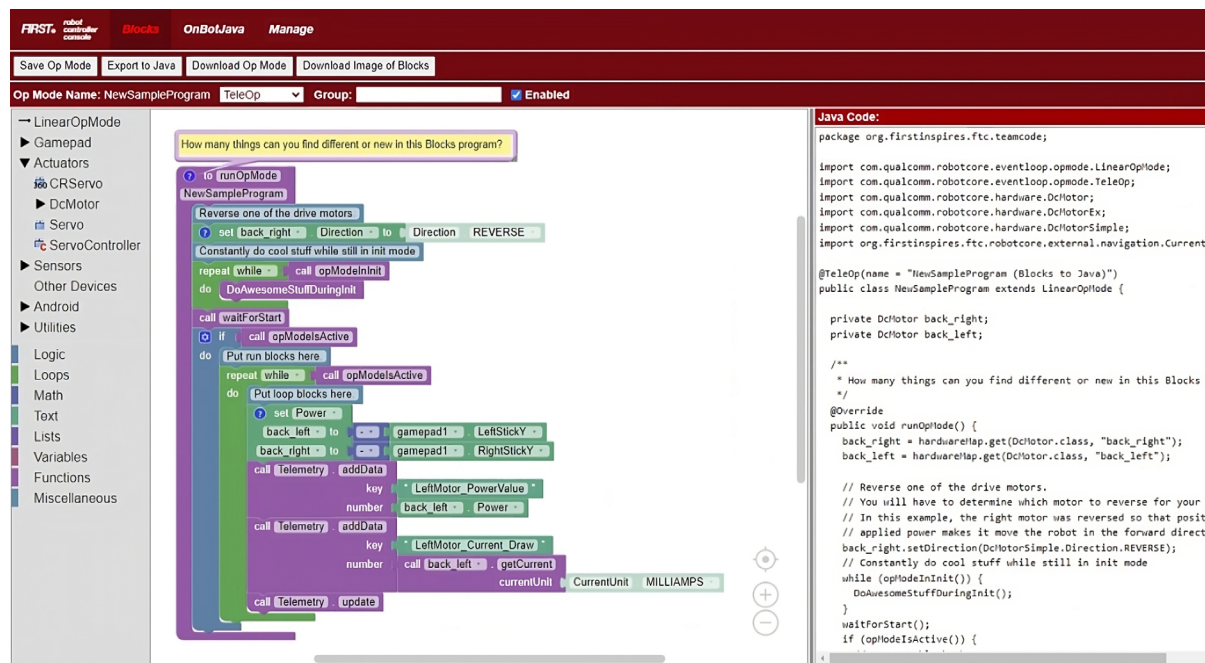 FIRST. robot controller console Blocks OnBotJava Manage
Save Op Mode Export to Java Download Op Mode Download Image of Blocks
Op Mode Name: NewSampleProgram TeleOp Group: Enabled
LinearOpMode
Gamepad
Actuators
CRServo
DcMotor
Servo
ServoController
Sensors
Other Devices
Android
Utilities
Logic
Loops
Math
Text
Lists
Variables
Functions
Miscellaneous
How many things can you find different or new in this Blocks program?
? to runOpMode
NewSampleProgram
Reverse one of the drive motors
? set back_right . Direction to Direction REVERSE
Constantly do cool stuff while still in init mode
repeat while call opModeInInit
do DoAwesomeStuffDuringInit
call waitForStart
if call opModeIsActive
do Put run blocks here.
repeat while call opModeIsActive
do Put loop blocks here.
? set Power
back_left to - gamepad1 . LeftStickY
back_right to - gamepad1 . RightStickY
call Telemetry . addData
key " LeftMotor_PowerValue "
number back_left . Power
call Telemetry . addData
key " LeftMotor_Current_Draw "
number call back_left . getCurrent
currentUnit CurrentUnit MILLIAMPS
call Telemetry . update
Java Code:
package org.firstinspires.ftc.teamcode;
import com.qualcomm.robotcore.eventloop.opmode.LinearOpMode;
import com.qualcomm.robotcore.eventloop.opmode.TeleOp;
import com.qualcomm.robotcore.hardware.DcMotor;
import com.qualcomm.robotcore.hardware.DcMotorEx;
import com.qualcomm.robotcore.hardware.DcMotorSimple;
import org.firstinspires.ftc.robotcore.external.navigation.Current
@TeleOp(name = "NewSampleProgram (Blocks to Java)")
public class NewSampleProgram extends LinearOpMode {
private DcMotor back_right;
private DcMotor back_left;
/**
* How many things can you find different or new in this Blocks
*/
@Override
public void runOpMode() {
back_right = hardwareMap.get(DcMotor.class, "back_right");
back_left = hardwareMap.get(DcMotor.class, "back_left");
// Reverse one of the drive motors.
// You will have to determine which motor to reverse for your
// In this example, the right motor was reversed so that posit
// applied power makes it move the robot in the forward direct
back_right.setDirection(DcMotorSimple.Direction.REVERSE);
// Constantly do cool stuff while still in init mode
while (opModeInInit()) {
DoAwesomeStuffDuringInit();
}
waitForStart();
if (opModeIsActive()) {